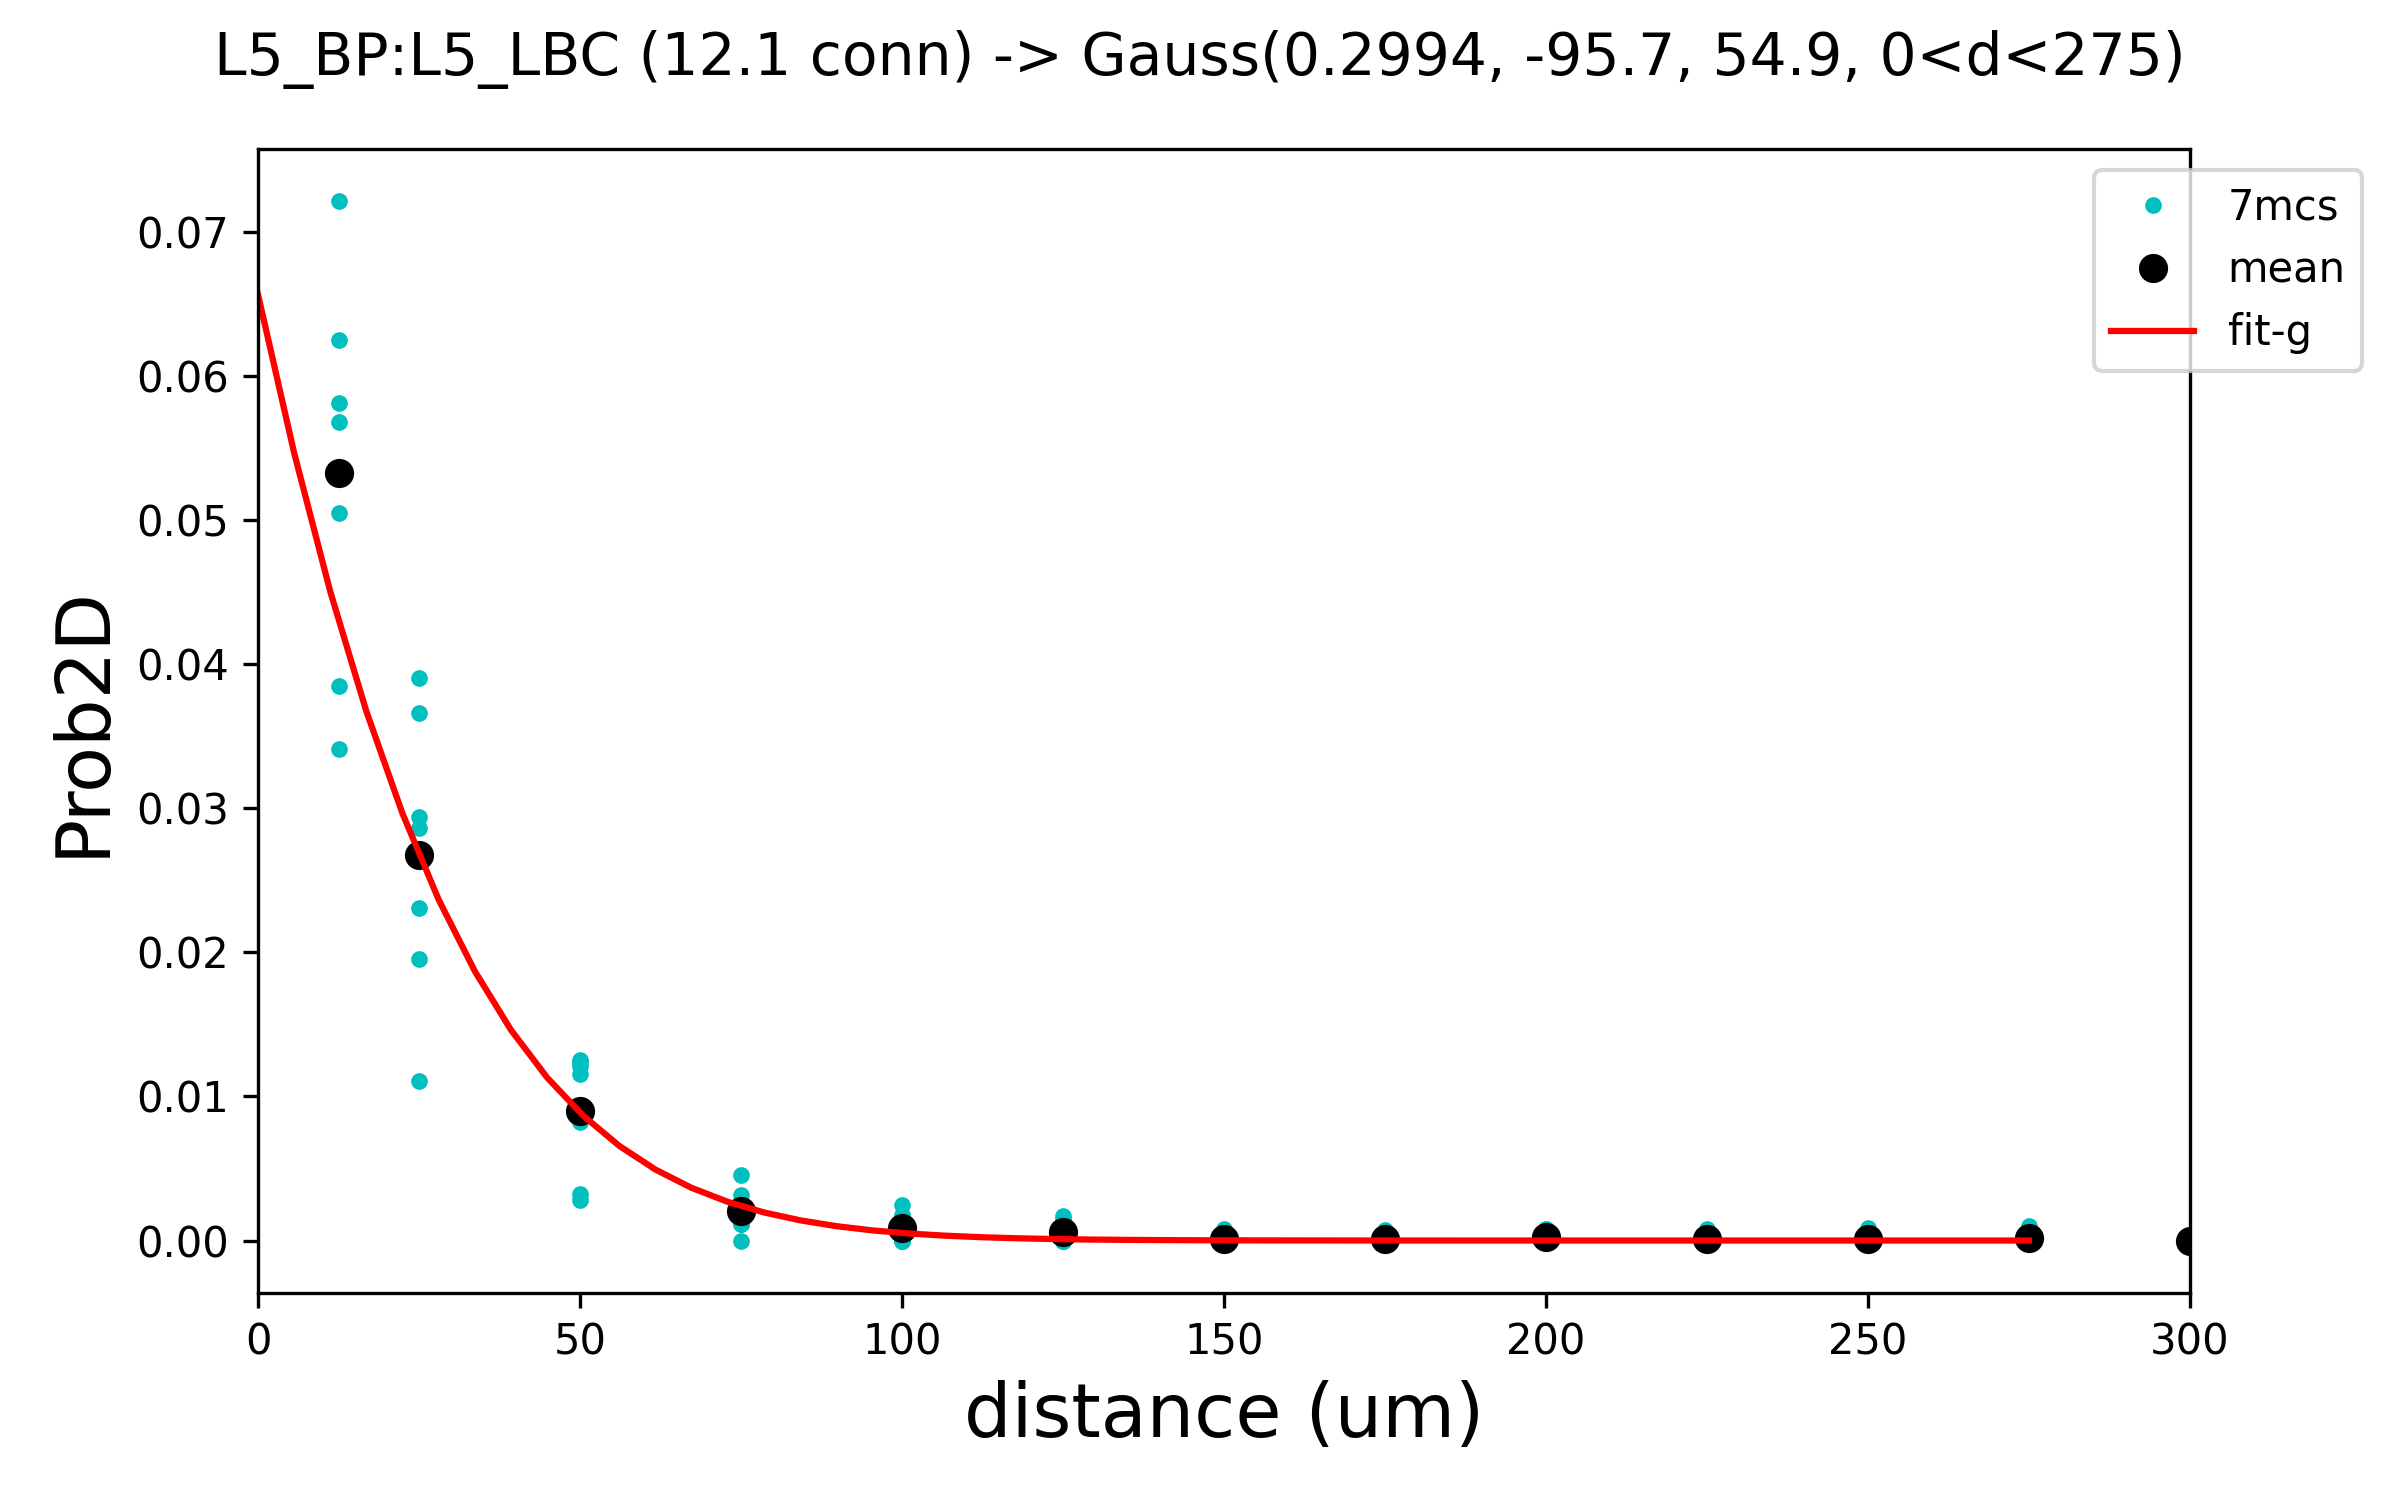 L5_BP:L5_LBC (12.1 conn) -> Gauss(0.2994, -95.7, 54.9, 0<d<275)
7mcs
mean
fit-g
0.07
0.06
0.05
0.04
0.03
0.02
0.01
0.00
Prob2D
0 50 100 150 200 250 300
distance (um)